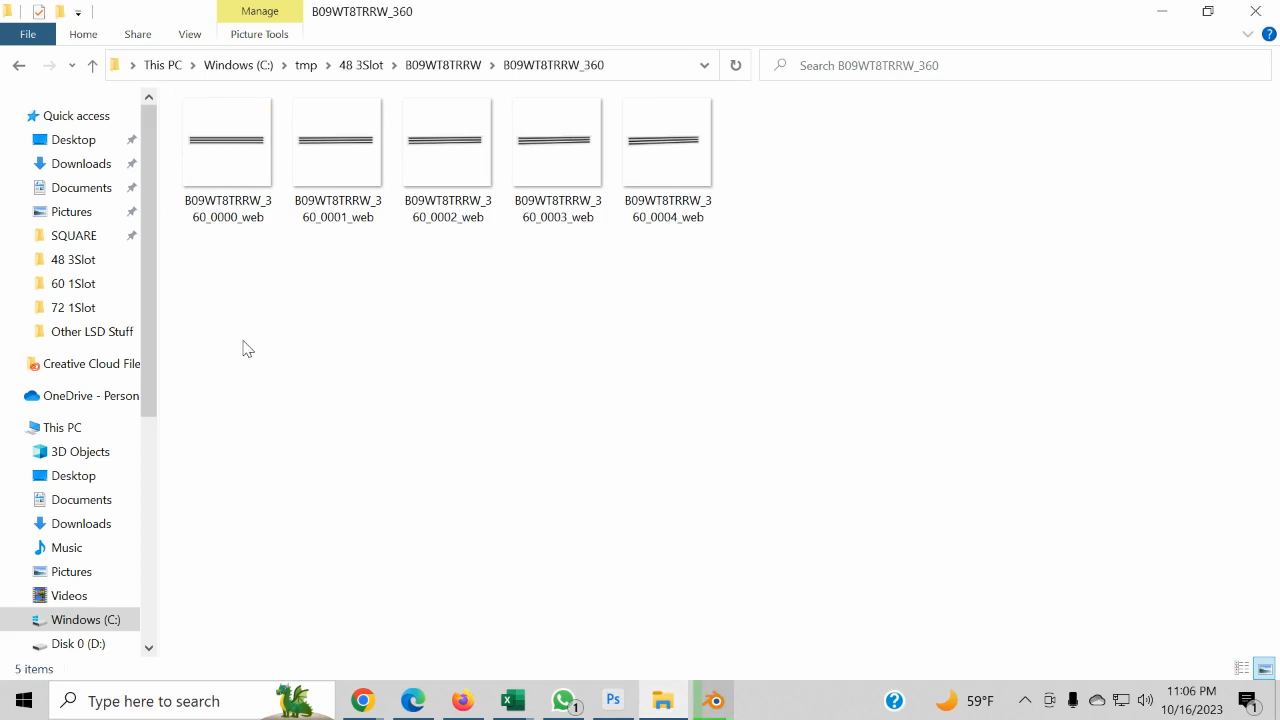 Manage
B09WT8TRRW_360
File
Home
Share
View
Picture Tools
This PC
Windows (C:)
tmp
48 3Slot
B09WT8TRRW
B09WT8TRRW_360
Search B09WT8TRRW_360
Quick access
Desktop
Downloads
Documents
Pictures
SQUARE
48 3Slot
60 1Slot
72 1Slot
Other LSD Stuff
Creative Cloud File
OneDrive - Person
This PC
3D Objects
Desktop
Documents
Downloads
Music
Pictures
Videos
Windows (C:)
Disk 0 (D:)
B09WT8TRRW_3
60_0000_web
B09WT8TRRW_3
60_0001_web
B09WT8TRRW_3
60_0002_web
B09WT8TRRW_3
60_0003_web
B09WT8TRRW_3
60_0004_web
5 items
Type here to search
1
Ps
59°F
11:06 PM
10/16/2023
1